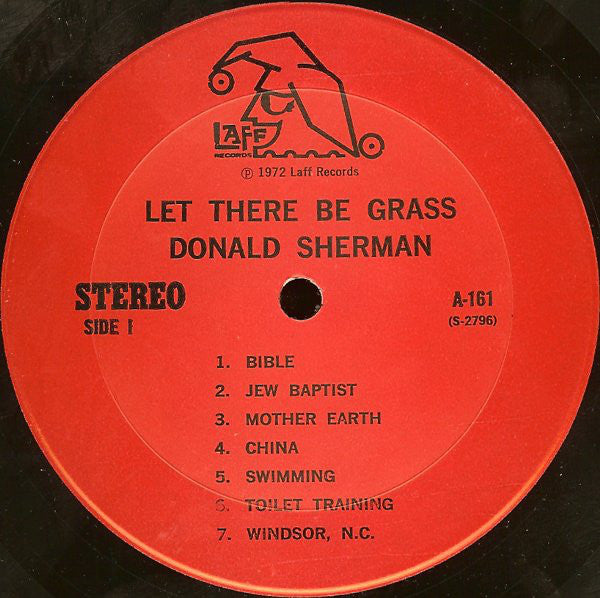 LAFF
RECORDS
℗ 1972 Laff Records
LET THERE BE GRASS
DONALD SHERMAN
STEREO
SIDE I
A-161
(S-2796)
1. BIBLE
2. JEW BAPTIST
3. MOTHER EARTH
4. CHINA
5. SWIMMING
6. TOILET TRAINING
7. WINDSOR, N.C.